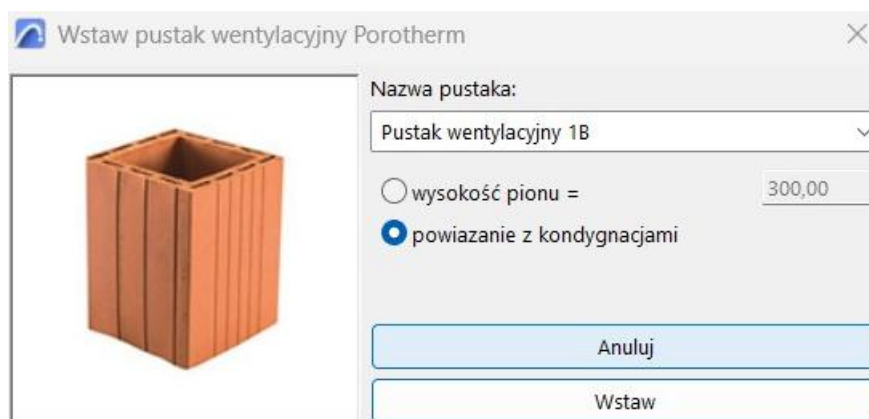 Wstaw pustak wentylacyjny Porotherm
Nazwa pustaka:
Pustak wentylacyjny 1B
wysokość pionu = 300,00
powiazanie z kondygnacjami
Anuluj
Wstaw